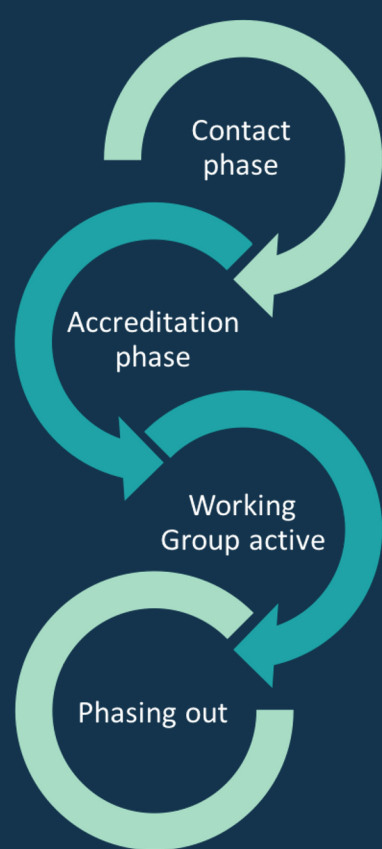 Contact
phase
Accreditation
phase
Working
Group active
Phasing out